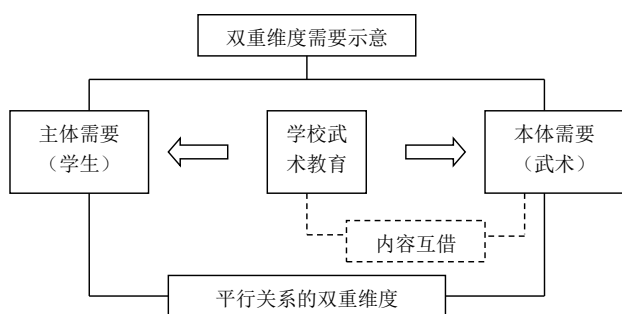 双重维度需要示意
主体需要
（学生）
学校武
术教育
本体需要
（武术）
内容互借
平行关系的双重维度